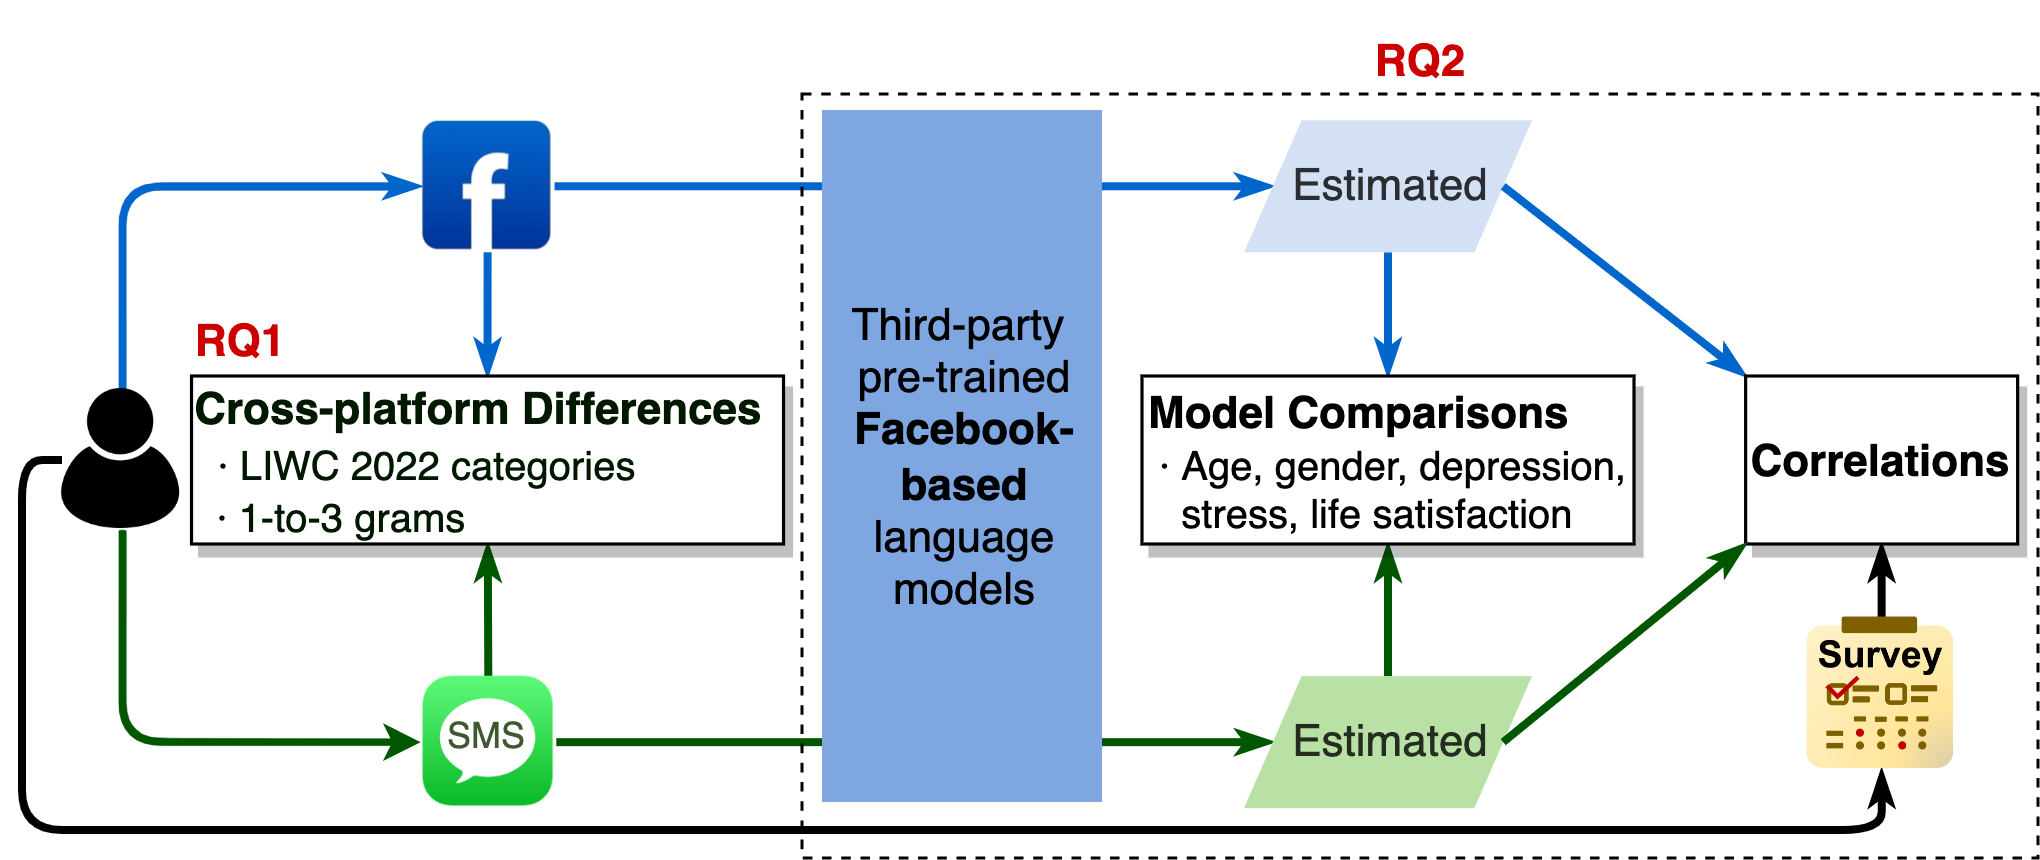 RQ2
f
Estimated
RQ1
Cross-platform Differences
· LIWC 2022 categories
· 1-to-3 grams
Third-party
pre-trained
Facebook-
based
language
models
Model Comparisons
· Age, gender, depression,
stress, life satisfaction
Correlations
SMS
Estimated
Survey